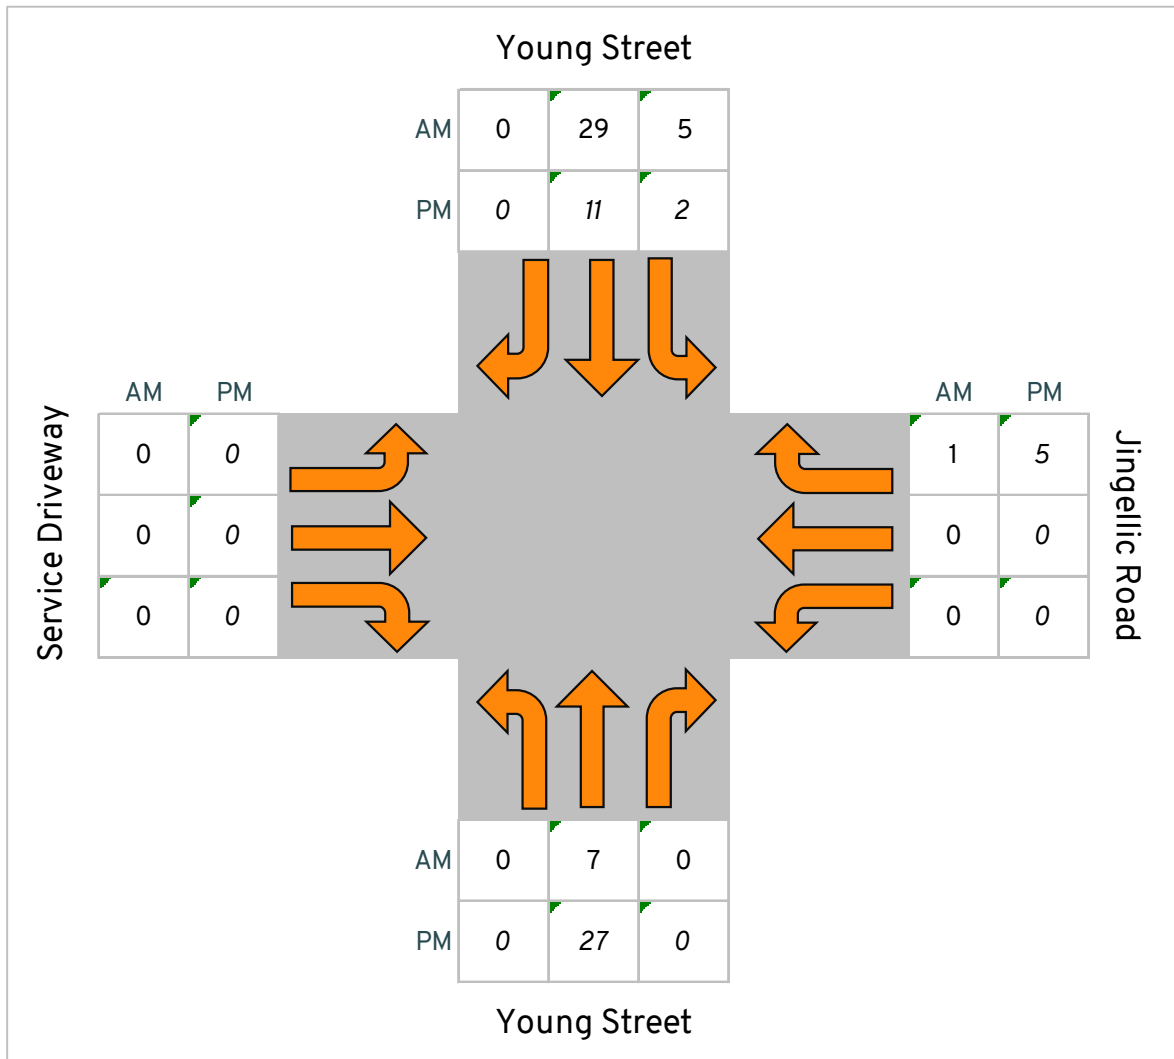 Young Street
AM 0 29 5
PM 0 11 2
AM PM
0 0
0 0
0 0
Service Driveway
AM PM
1 5
0 0
0 0
Jingellic Road
AM 0 7 0
PM 0 27 0
Young Street